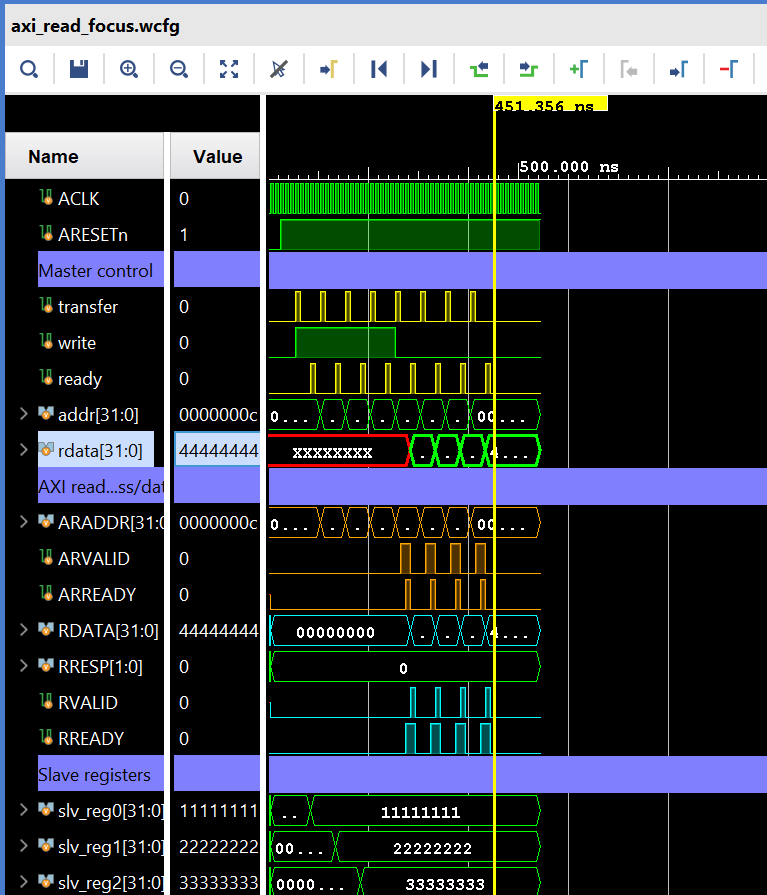 axi_read_focus.wcfg
451.356 ns
Name Value 500.000 ns
ACLK 0
ARESETn 1
Master control
transfer 0
write 0
ready 0
addr[31:0] 0000000c 0... 00...
rdata[31:0] 44444444 xxxxxxxx . . . 4...
AXI read...ss/dat
ARADDR[31:0 0000000c 0... 00...
ARVALID 0
ARREADY 0
RDATA[31:0] 44444444 00000000 . . . 4...
RRESP[1:0] 0 0
RVALID 0
RREADY 0
Slave registers
slv_reg0[31:0] 11111111 .. 11111111
slv_reg1[31:0] 22222222 00... 22222222
slv_reg2[31:0] 33333333 0000... 33333333